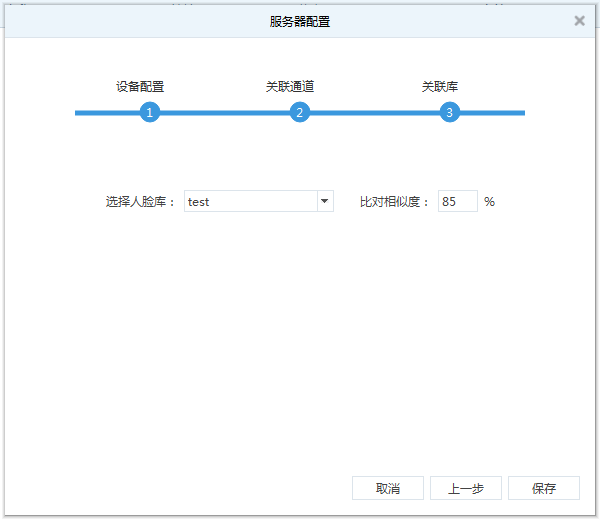 服务器配置
设备配置 关联通道 关联库
1 2 3
选择人脸库： test 比对相似度： 85 %
取消 上一步 保存